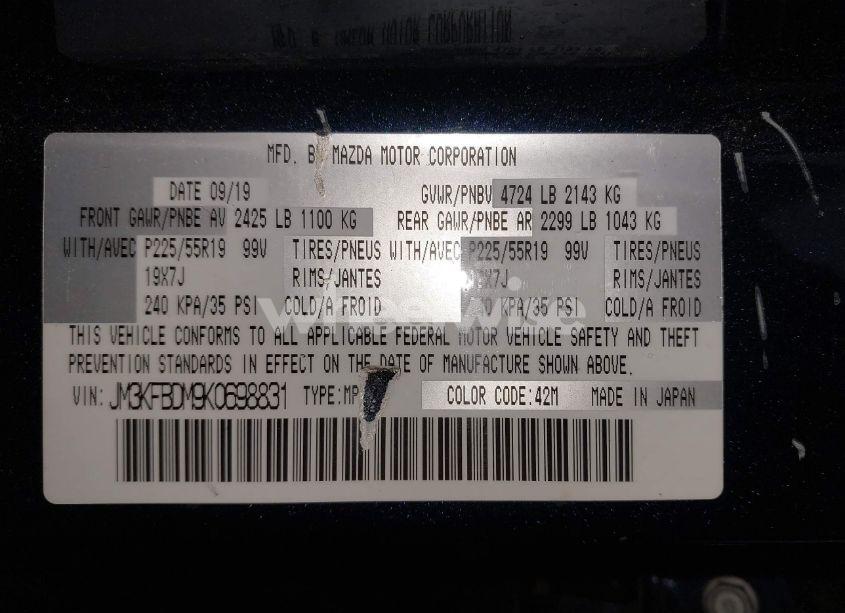 MFD. BY MAZDA MOTOR CORPORATION
DATE 09/19 GVWR/PNBV 4724 LB 2143 KG
FRONT GAWR/PNBE AV 2425 LB 1100 KG REAR GAWR/PNBE AR 2299 LB 1043 KG
WITH/AVEC P225/55R19 99V TIRES/PNEUS WITH/AVEC P225/55R19 99V TIRES/PNEUS
19X7J RIMS/JANTES 19X7J RIMS/JANTES
240 KPA/35 PSI COLD/A FROID 240 KPA/35 PSI COLD/A FROID
THIS VEHICLE CONFORMS TO ALL APPLICABLE FEDERAL MOTOR VEHICLE SAFETY AND THEFT
PREVENTION STANDARDS IN EFFECT ON THE DATE OF MANUFACTURE SHOWN ABOVE.
VIN: JM3KFBDM9K0698831 TYPE:MP COLOR CODE:42M MADE IN JAPAN